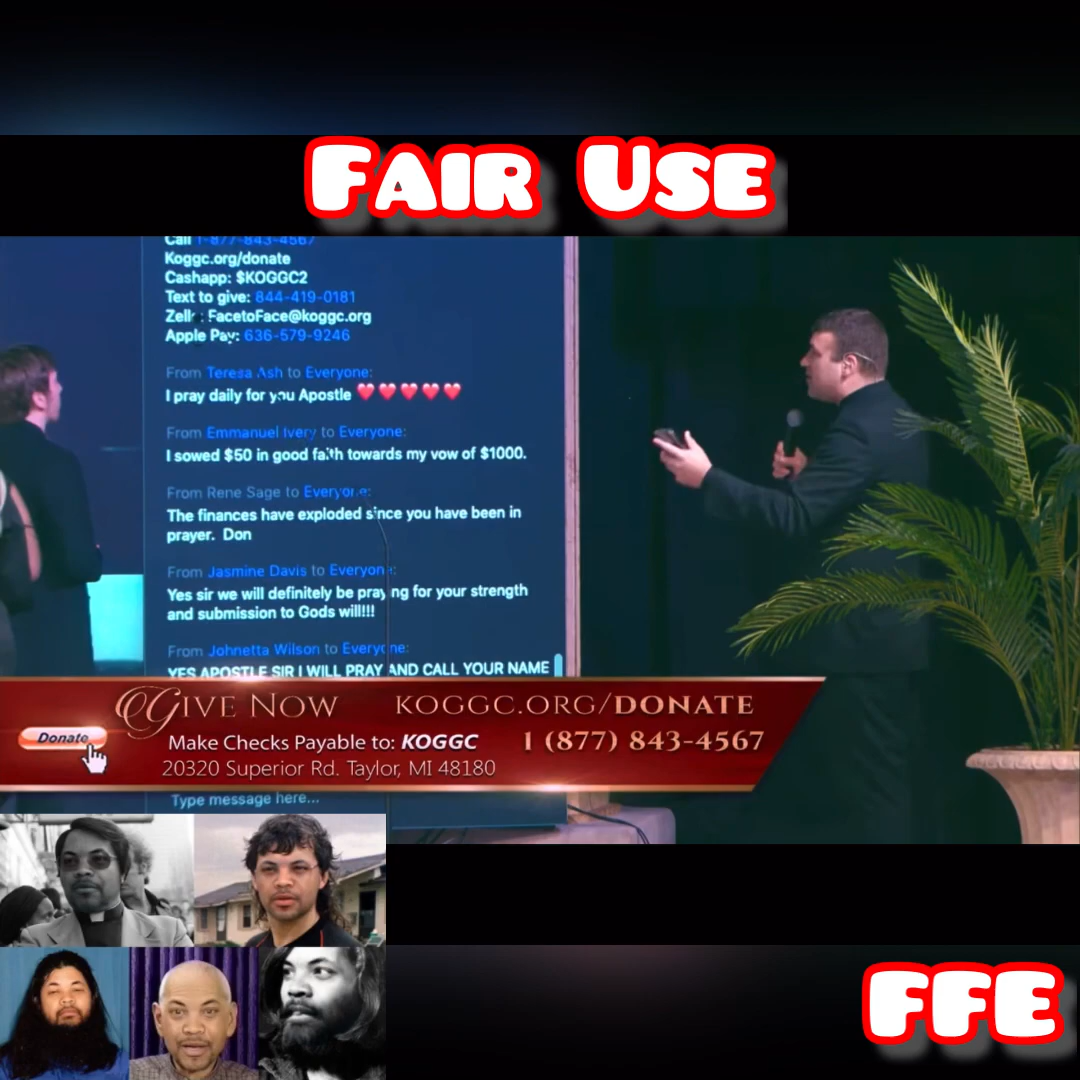 FAIR USE
Call 1-877-843-4567
Koggc.org/donate
Cashapp: $KOGGC2
Text to give: 844-419-0181
Zelle: FacetoFace@koggc.org
Apple Pay: 636-579-9246
From Teresa Ash to Everyone:
I pray daily for you Apostle ❤️❤️❤️❤️❤️
From Emmanuel Ivery to Everyone:
I sowed $50 in good faith towards my vow of $1000.
From Rene Sage to Everyone:
The finances have exploded since you have been in
prayer. Don
From Jasmine Davis to Everyone:
Yes sir we will definitely be praying for your strength
and submission to Gods will!!!
From Johnetta Wilson to Everyone:
YES APOSTLE SIR I WILL PRAY AND CALL YOUR NAME
GIVE NOW KOGGC.ORG/DONATE
Donate
Make Checks Payable to: KOGGC 1 (877) 843-4567
20320 Superior Rd. Taylor, MI 48180
Type message here...
FFE